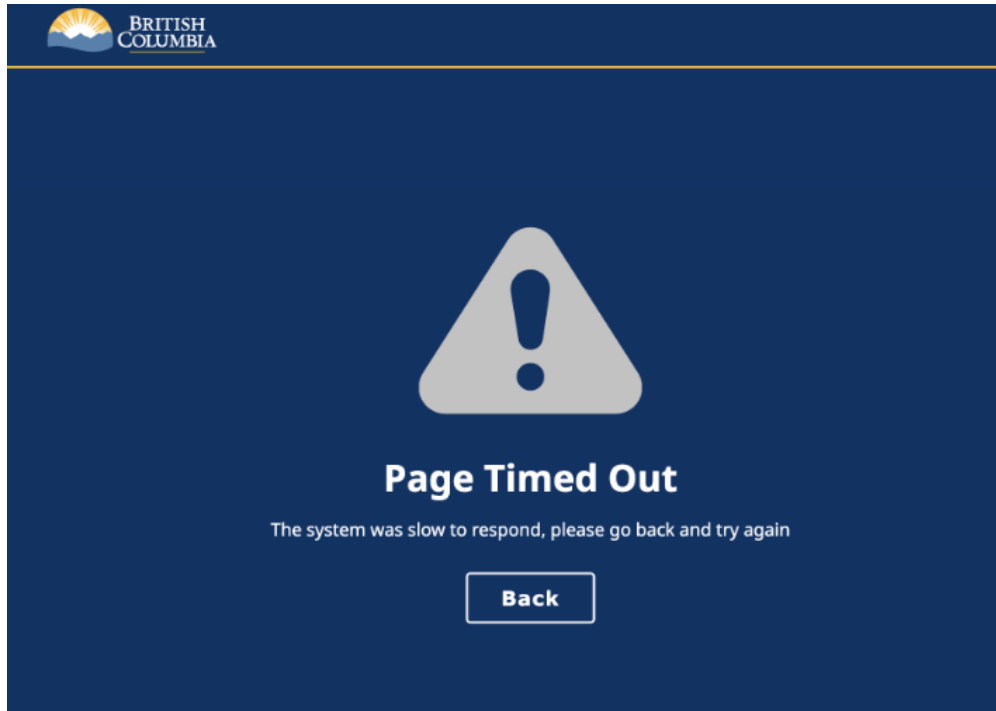 BRITISH
COLUMBIA
Page Timed Out
The system was slow to respond, please go back and try again
Back